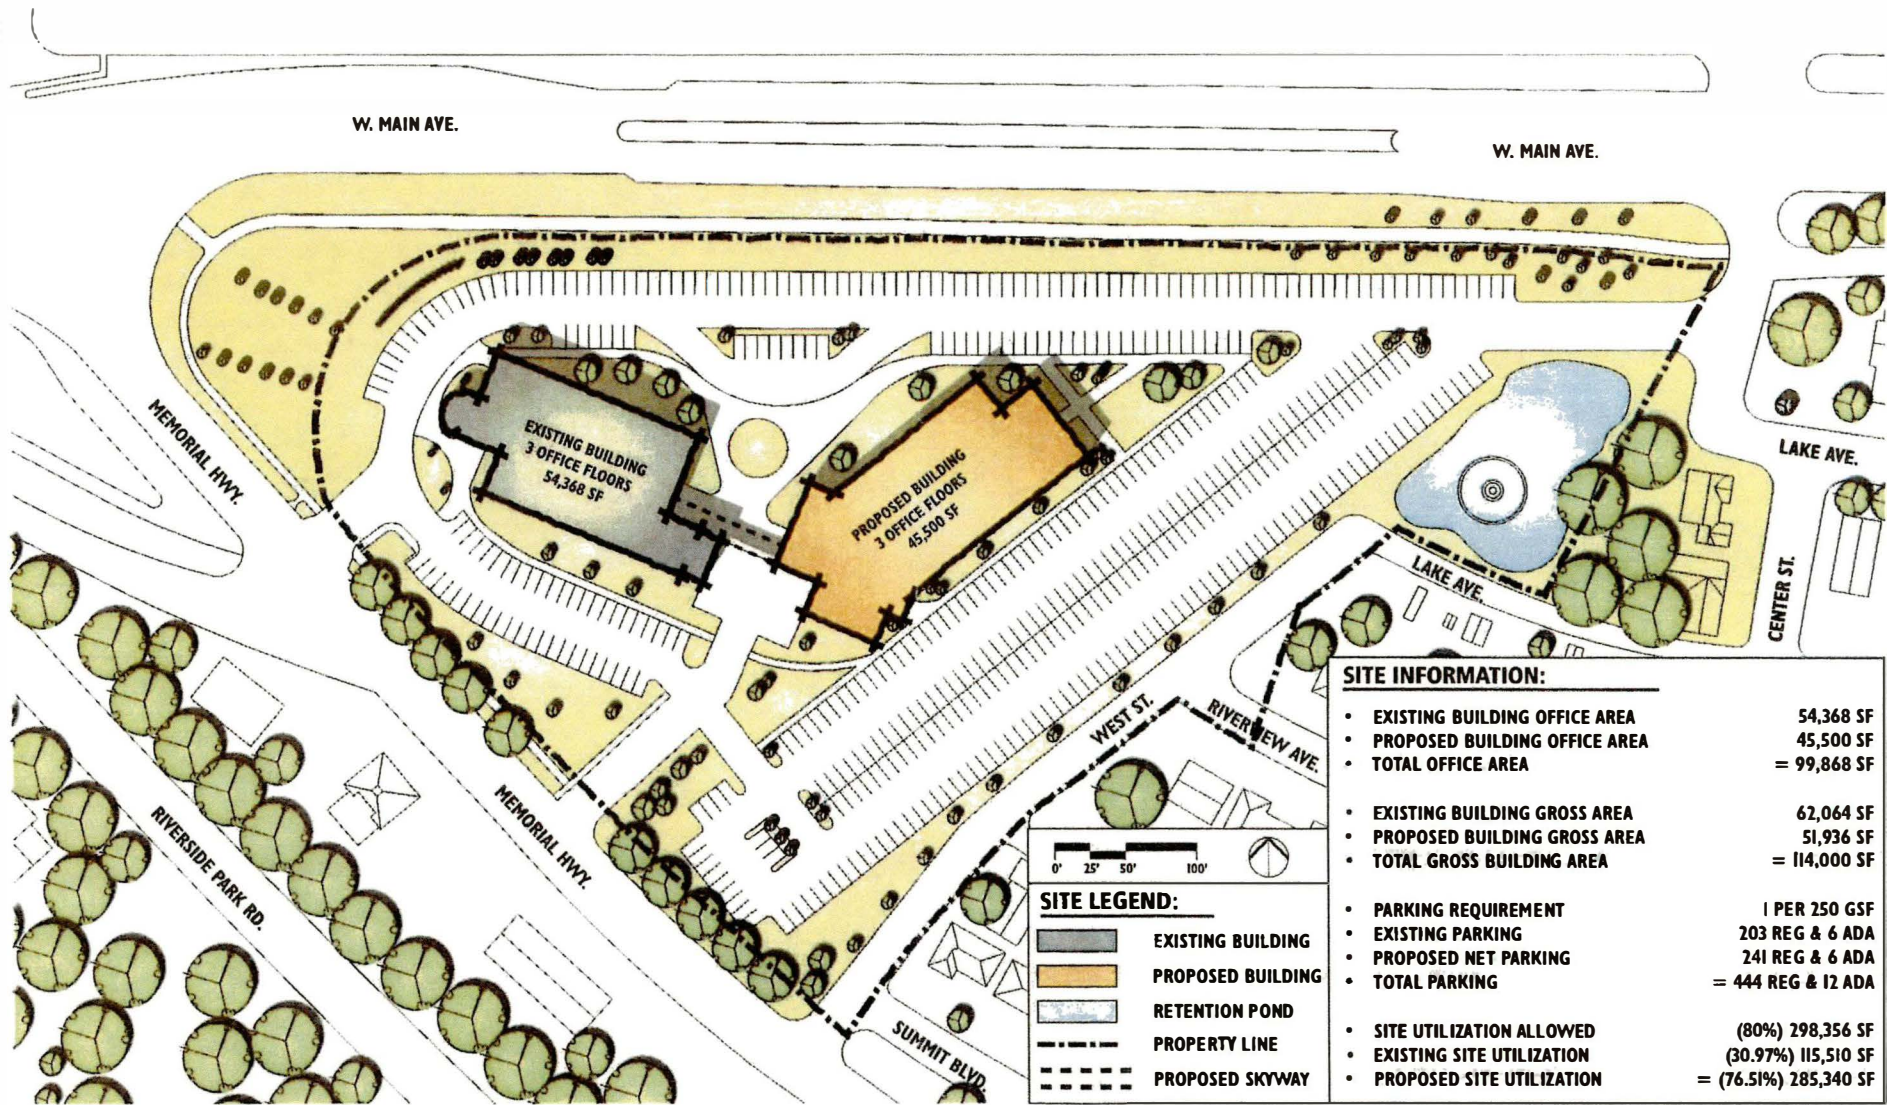 W. MAIN AVE.
W. MAIN AVE.
MEMORIAL HWY.
EXISTING BUILDING
3 OFFICE FLOORS
54,368 SF
PROPOSED BUILDING
3 OFFICE FLOORS
45,500 SF
LAKE AVE.
LAKE AVE.
CENTER ST.
WEST ST.
RIVERVIEW AVE.
MEMORIAL HWY.
RIVERSIDE PARK RD.
SUMMIT BLVD.
0' 25' 50' 100'
SITE LEGEND:
EXISTING BUILDING
PROPOSED BUILDING
RETENTION POND
PROPERTY LINE
PROPOSED SKYWAY
SITE INFORMATION:
• EXISTING BUILDING OFFICE AREA 54,368 SF
• PROPOSED BUILDING OFFICE AREA 45,500 SF
• TOTAL OFFICE AREA = 99,868 SF
• EXISTING BUILDING GROSS AREA 62,064 SF
• PROPOSED BUILDING GROSS AREA 51,936 SF
• TOTAL GROSS BUILDING AREA = 114,000 SF
• PARKING REQUIREMENT 1 PER 250 GSF
• EXISTING PARKING 203 REG & 6 ADA
• PROPOSED NET PARKING 241 REG & 6 ADA
• TOTAL PARKING = 444 REG & 12 ADA
• SITE UTILIZATION ALLOWED (80%) 298,356 SF
• EXISTING SITE UTILIZATION (30.97%) 115,510 SF
• PROPOSED SITE UTILIZATION = (76.51%) 285,340 SF